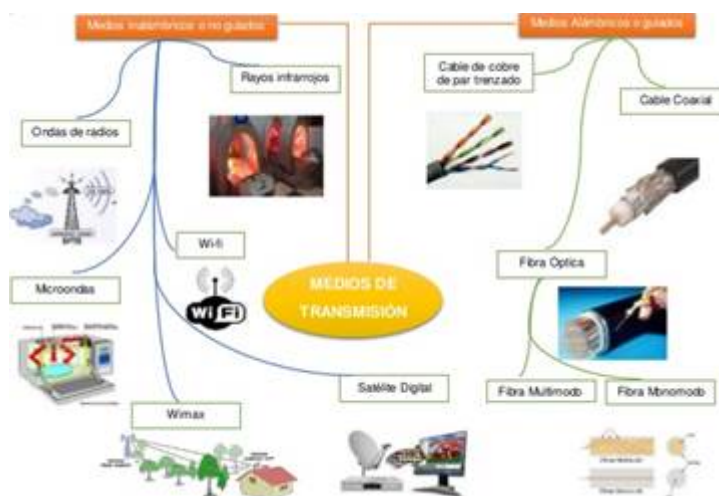 Medios Inalámbricos o no guiados
Medios Alámbricos o guiados
Rayos infrarrojos
Cable de cobre
de par trenzado
Cable Coaxial
Ondas de radios
Wi-fi
Fibra Optica
MEDIOS DE
TRANSMISIÓN
Microondas
WiFi
Satélite Digital
Fibra Multimodo
Fibra Monomodo
Wimax